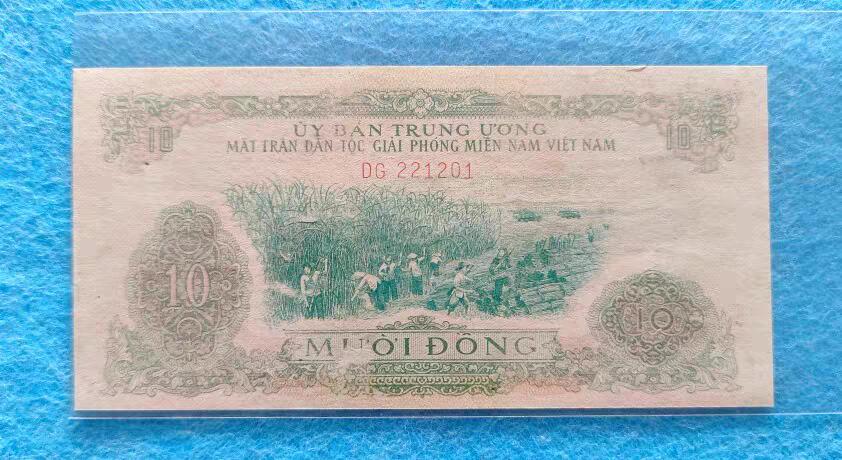 10 10
ỦY BAN TRUNG ƯƠNG
MẶT TRẬN DÂN TỘC GIẢI PHÓNG MIỀN NAM VIỆT NAM
DG 221201
10
10
MƯỜI ĐỒNG